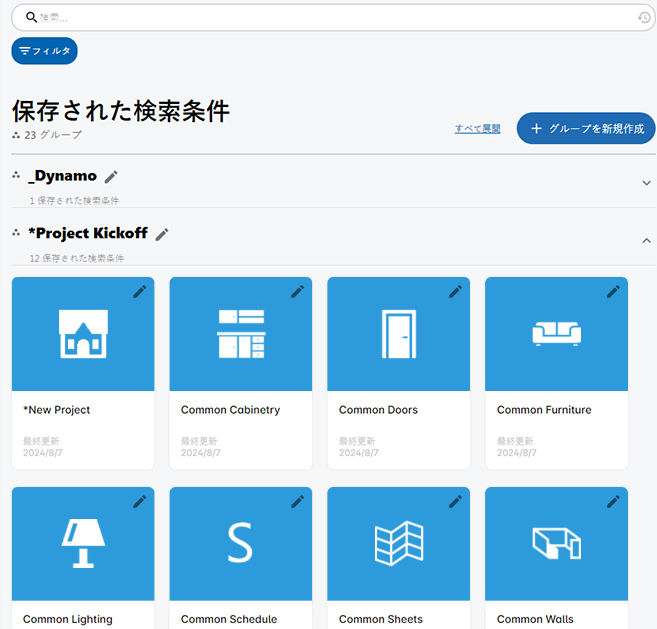 検索...
フィルタ
保存された検索条件
23 グループ
すべて展開
＋ グループを新規作成
_Dynamo
1 保存された検索条件
*Project Kickoff
12 保存された検索条件
*New Project
最終更新
2024/8/7
Common Cabinetry
最終更新
2024/8/7
Common Doors
最終更新
2024/8/7
Common Furniture
最終更新
2024/8/7
S
Common Lighting
Common Schedule
Common Sheets
Common Walls